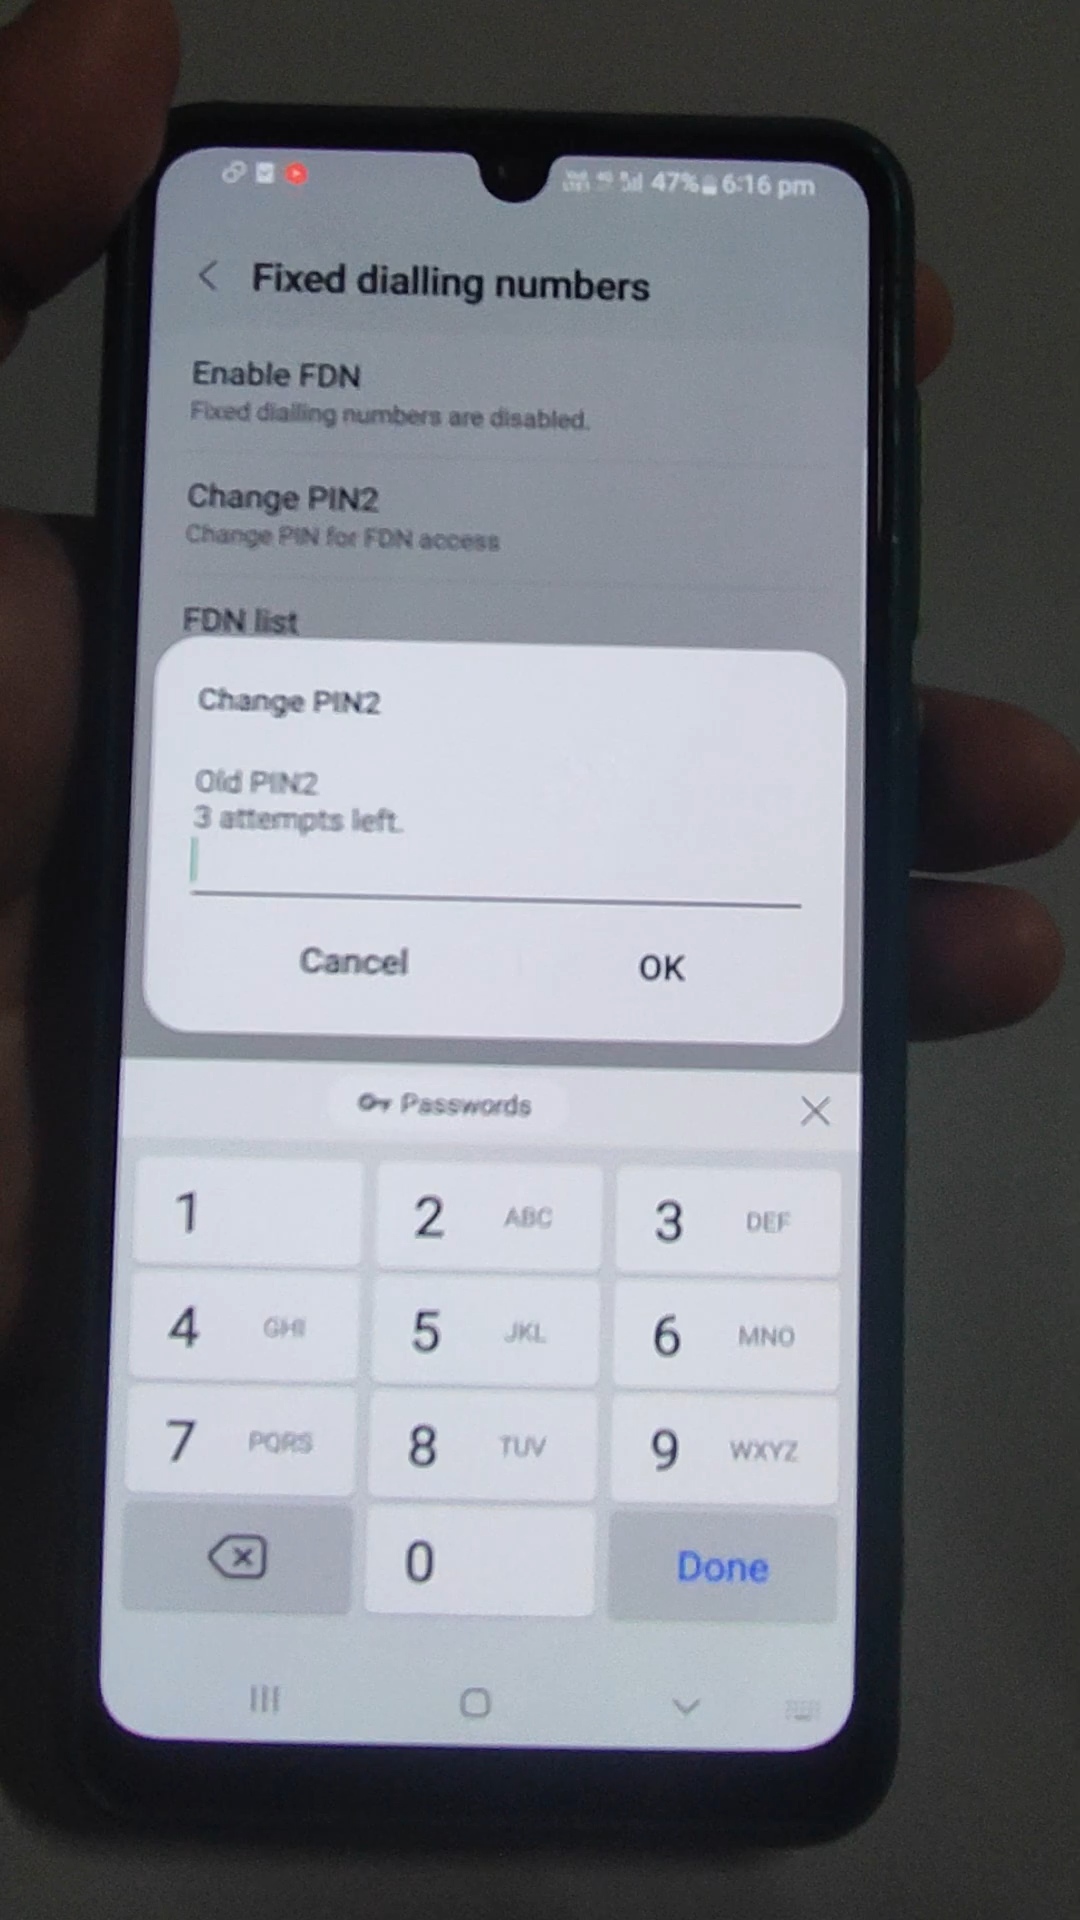 47% 6:16 pm
Fixed dialling numbers
Enable FDN
Fixed dialling numbers are disabled.
Change PIN2
Change PIN for FDN access
FDN list
Change PIN2
Old PIN2
3 attempts left.
Cancel OK
Passwords
1 2 ABC 3 DEF
4 GHI 5 JKL 6 MNO
7 PQRS 8 TUV 9 WXYZ
0 Done